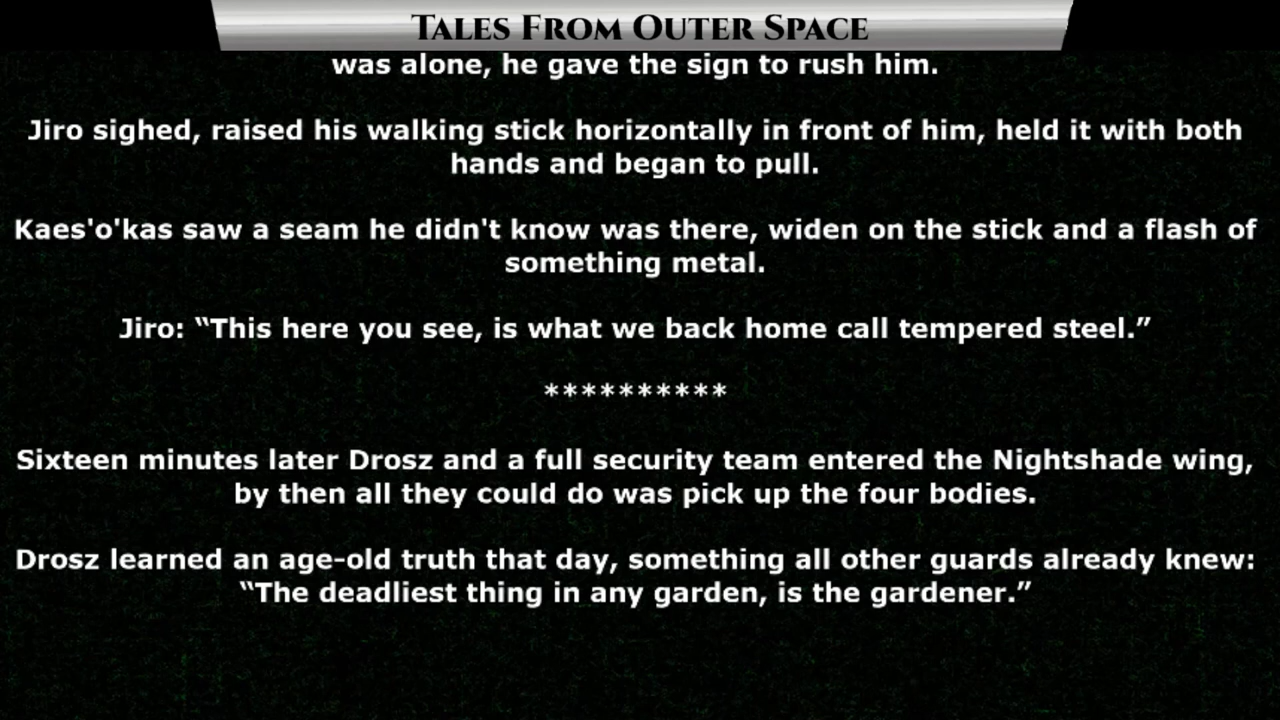 Tales From Outer Space
was alone, he gave the sign to rush him.
Jiro sighed, raised his walking stick horizontally in front of him, held it with both
hands and began to pull.
Kaes'o'kas saw a seam he didn't know was there, widen on the stick and a flash of
something metal.
Jiro: “This here you see, is what we back home call tempered steel.”
**********
Sixteen minutes later Drosz and a full security team entered the Nightshade wing,
by then all they could do was pick up the four bodies.
Drosz learned an age-old truth that day, something all other guards already knew:
“The deadliest thing in any garden, is the gardener.”